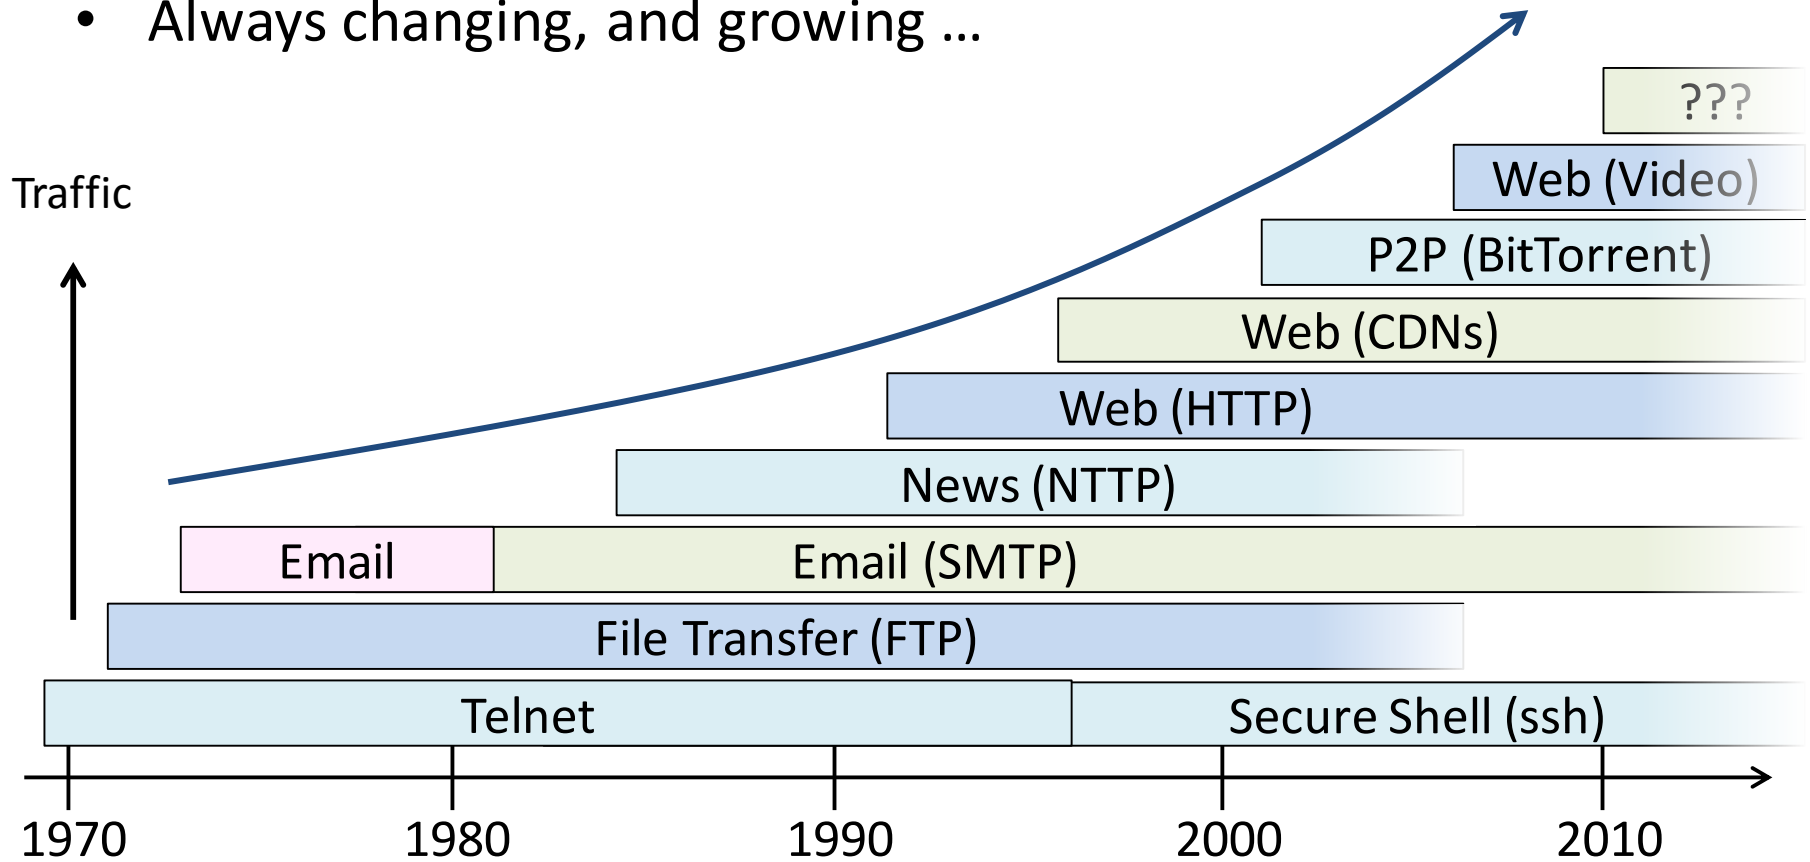 • Always changing, and growing …
???
Web (Video)
Traffic
P2P (BitTorrent)
Web (CDNs)
Web (HTTP)
News (NTTP)
Email Email (SMTP)
File Transfer (FTP)
Telnet Secure Shell (ssh)
1970 1980 1990 2000 2010